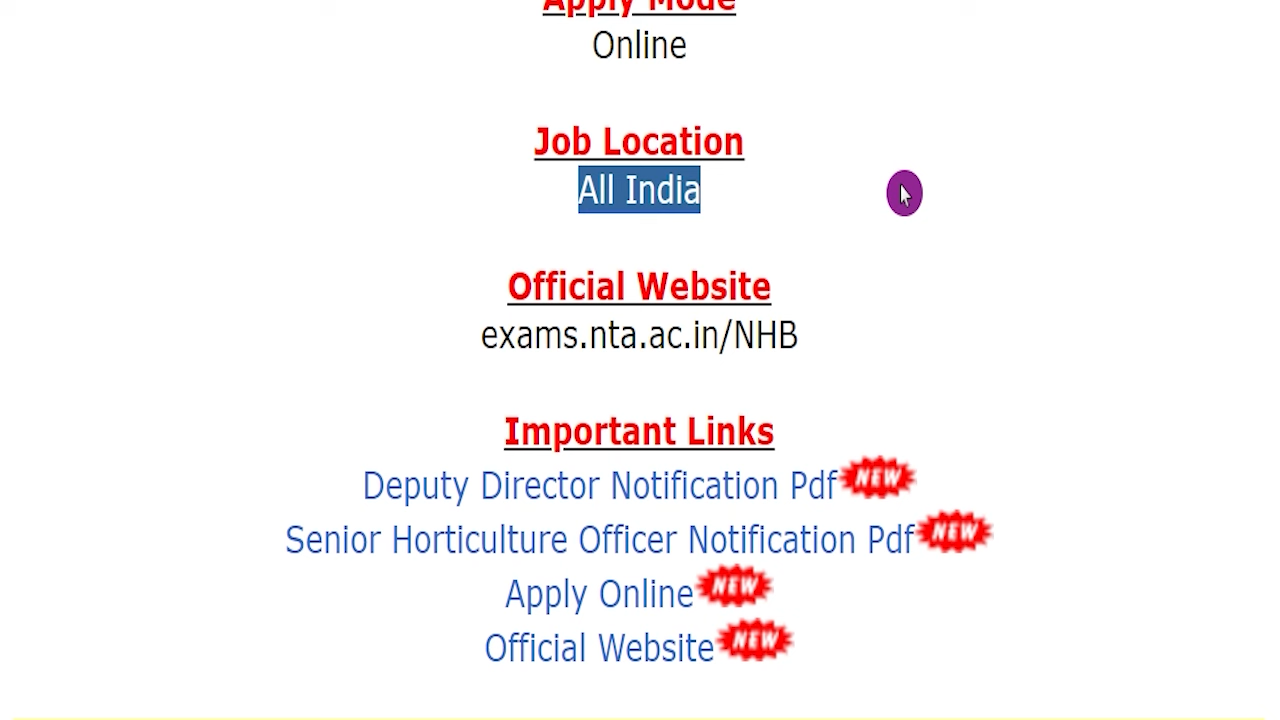 Apply Mode
Online
Job Location
All India
Official Website
exams.nta.ac.in/NHB
Important Links
Deputy Director Notification Pdf NEW
Senior Horticulture Officer Notification Pdf NEW
Apply Online NEW
Official Website NEW